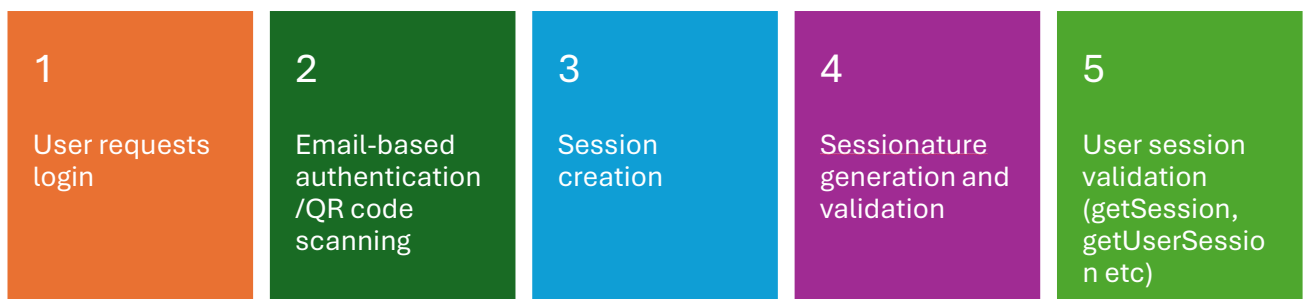 1
User requests
login
2
Email-based
authentication
/QR code
scanning
3
Session
creation
4
Sessionature
generation and
validation
5
User session
validation
(getSession,
getUserSessio
n etc)